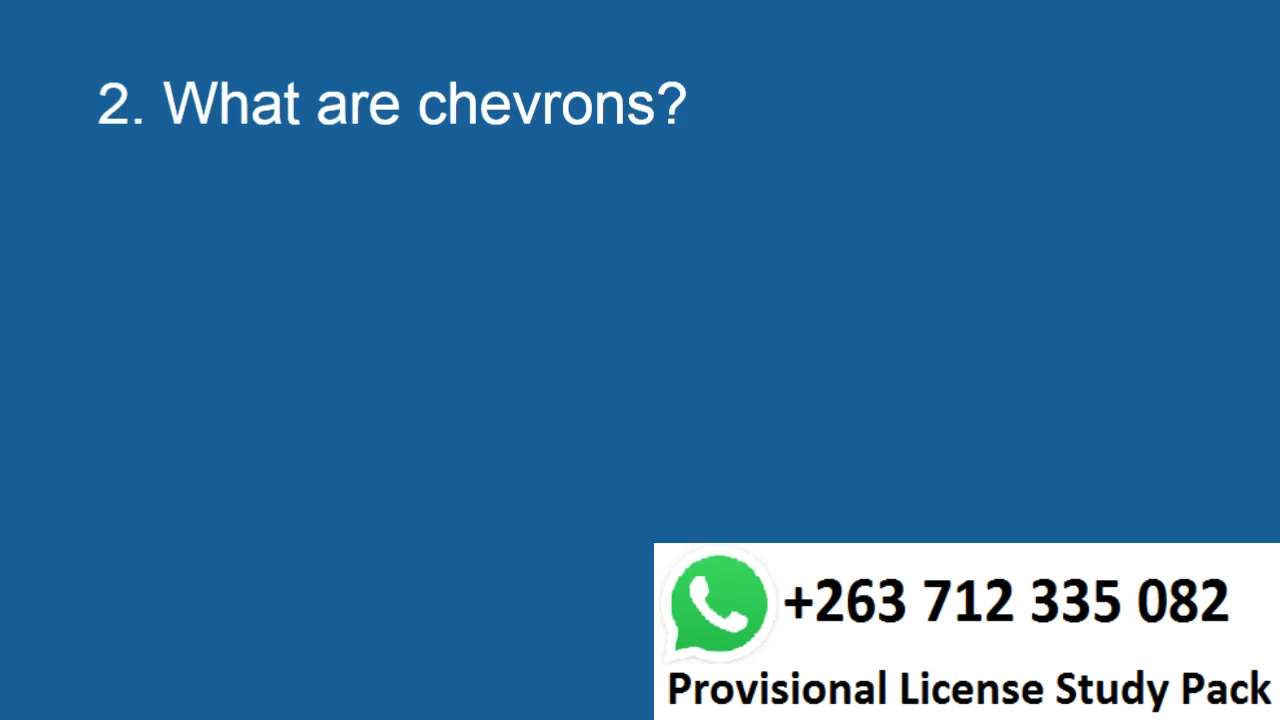 2. What are chevrons?
+263 712 335 082
Provisional License Study Pack